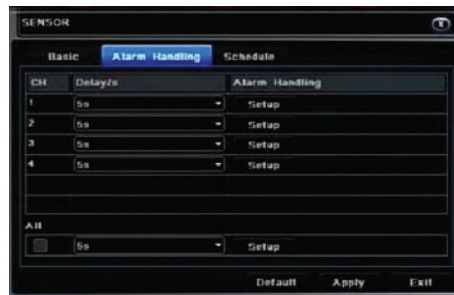 SENSOR
Basic Alarm Handling Schedule
CH Delay/s Alarm Handling
1 5s Setup
2 5s Setup
3 5s Setup
4 5s Setup
All
5s Setup
Default Apply Exit